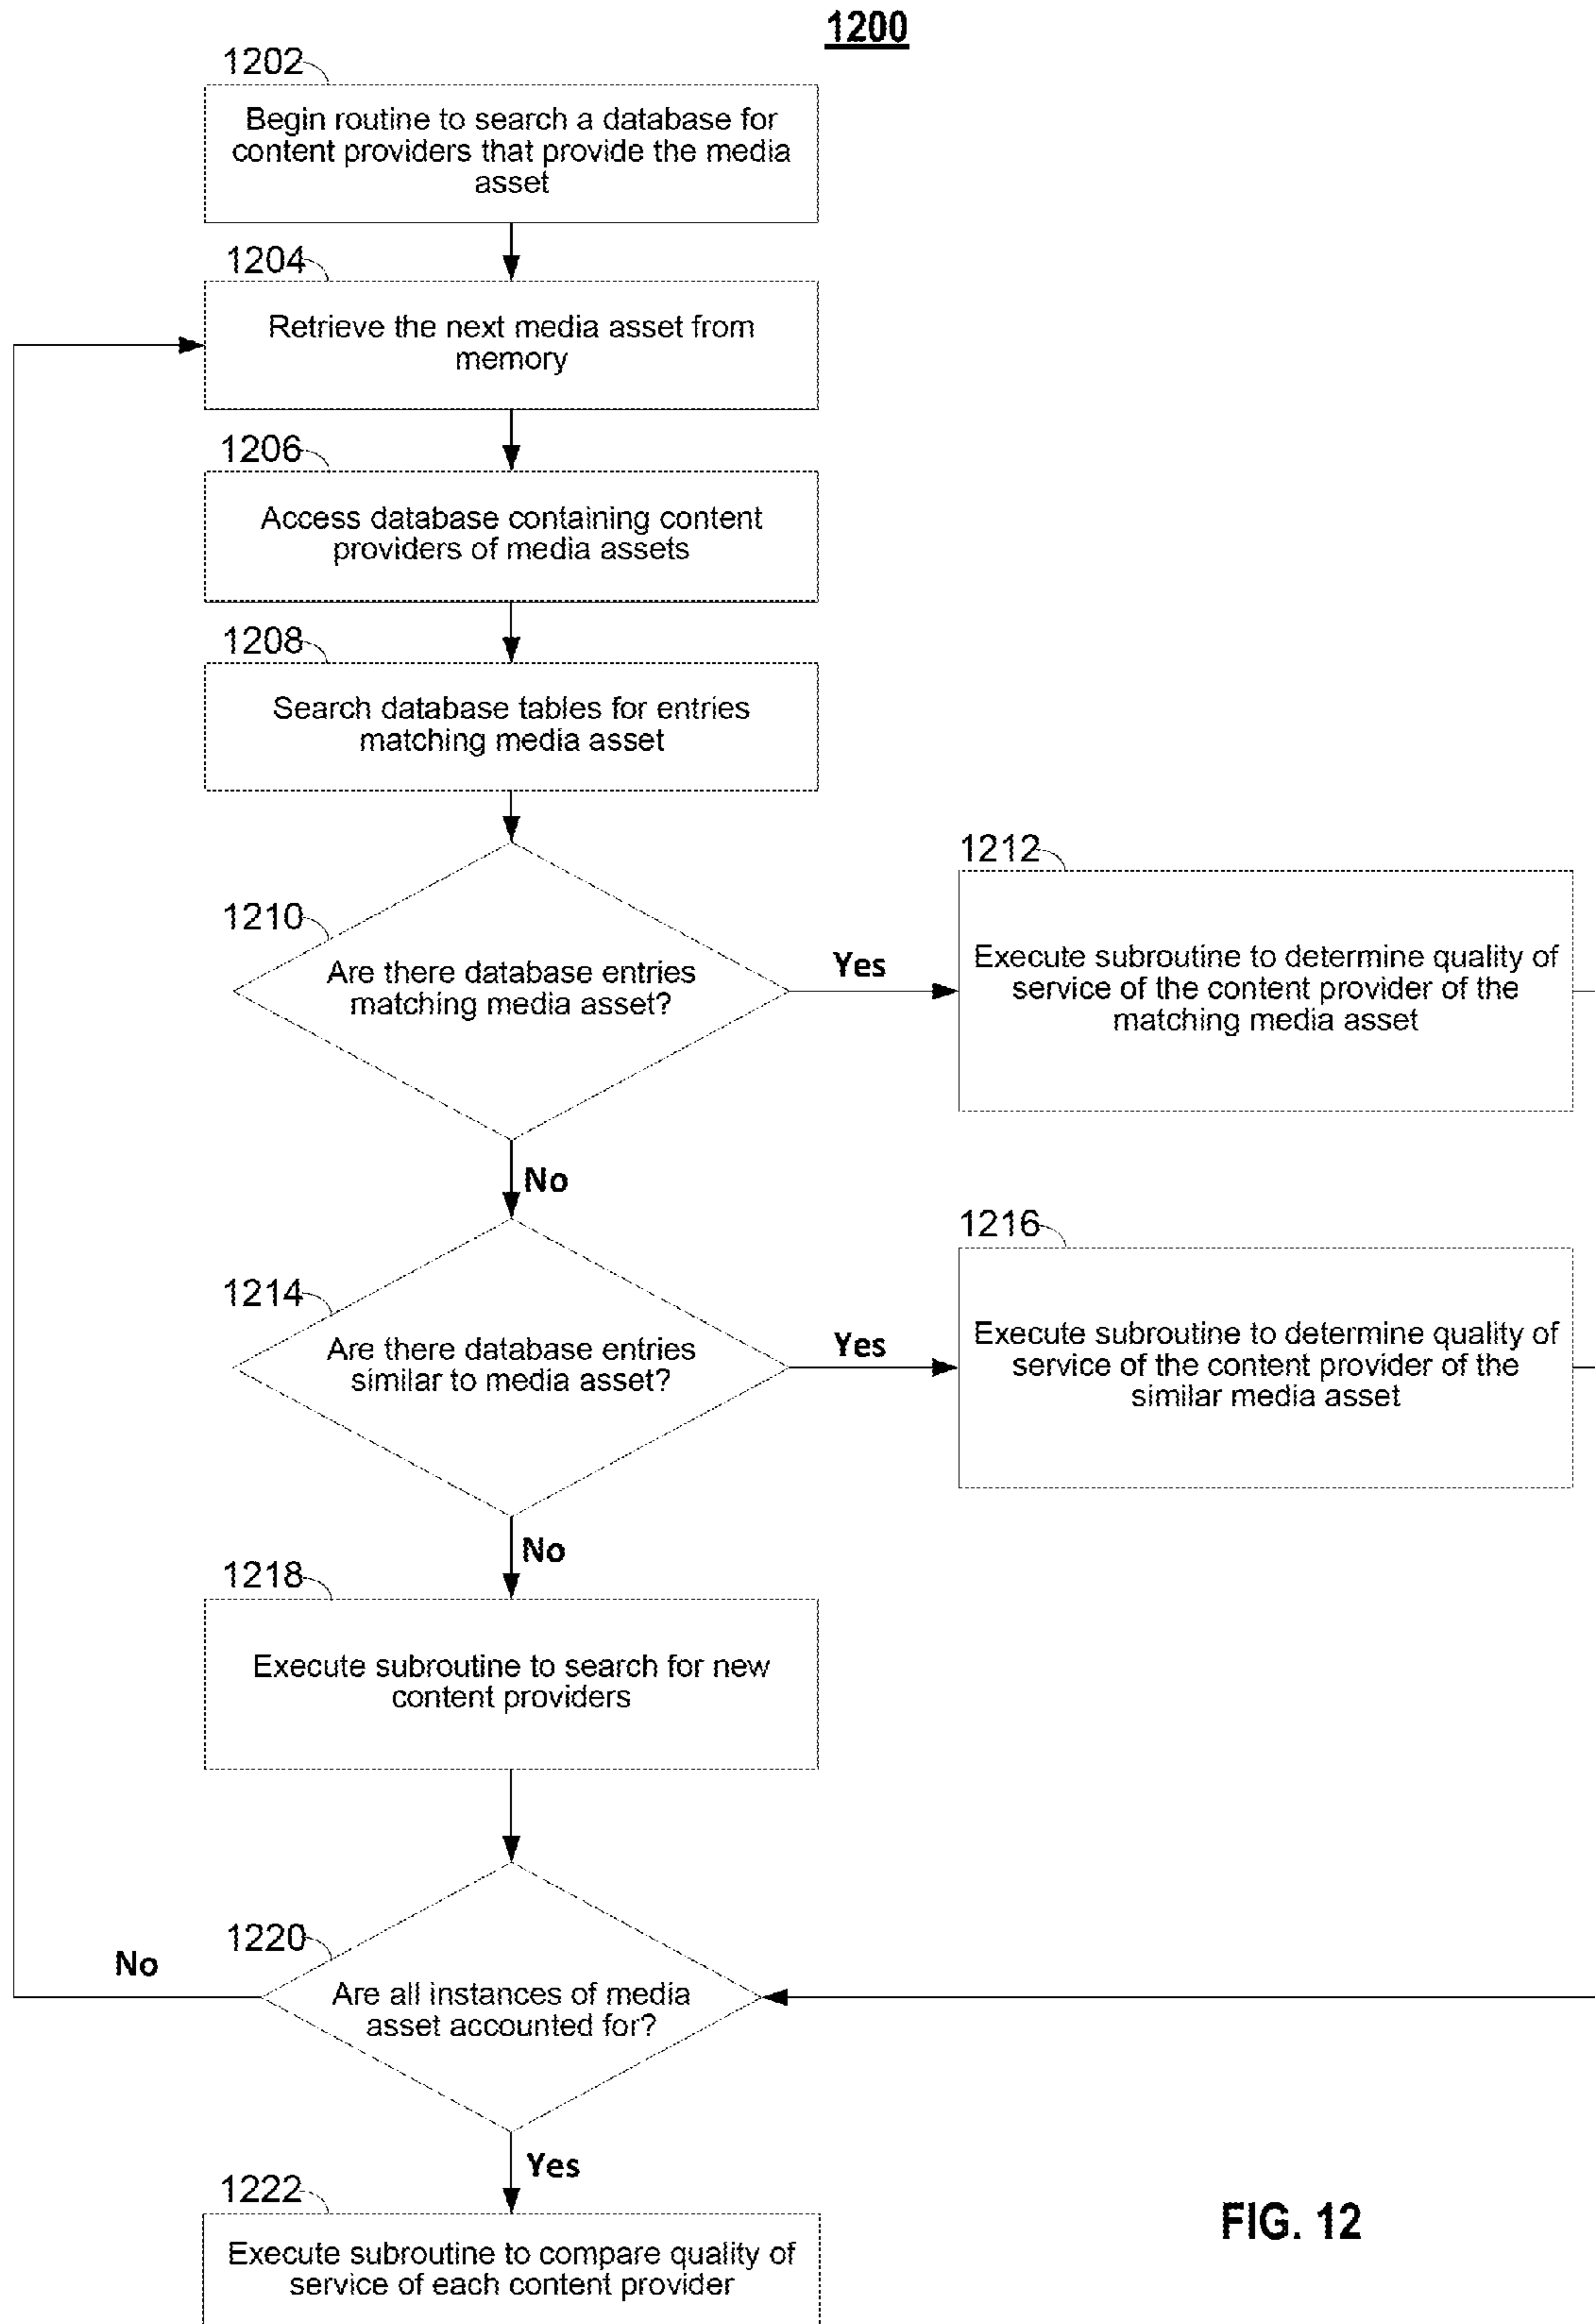 1200
1202
Begin routine to search a database for
content providers that provide the media
asset
1204
Retrieve the next media asset from
memory
1206
Access database containing content
providers of media assets
1208
Search database tables for entries
matching media asset
1210
Are there database entries
matching media asset?
Yes
1212
Execute subroutine to determine quality of
service of the content provider of the
matching media asset
No
1214
Are there database entries
similar to media asset?
Yes
1216
Execute subroutine to determine quality of
service of the content provider of the
similar media asset
No
1218
Execute subroutine to search for new
content providers
1220
Are all instances of media
asset accounted for?
No
Yes
1222
Execute subroutine to compare quality of
service of each content provider
FIG. 12